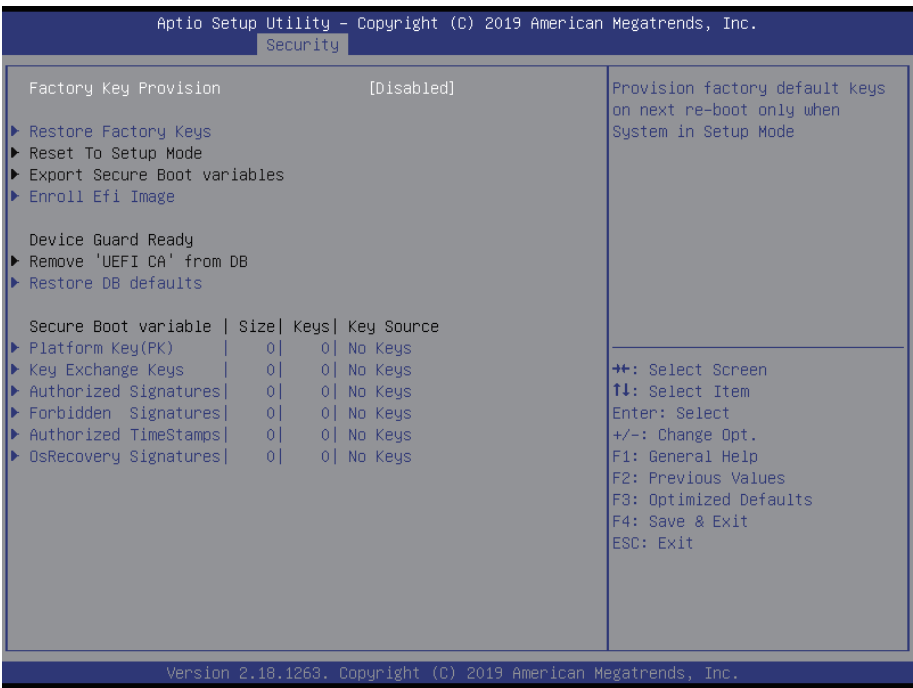 Aptio Setup Utility – Copyright (C) 2019 American Megatrends, Inc.
Security
Factory Key Provision [Disabled]
▶ Restore Factory Keys
▶ Reset To Setup Mode
▶ Export Secure Boot variables
▶ Enroll Efi Image
Device Guard Ready
▶ Remove 'UEFI CA' from DB
▶ Restore DB defaults
Secure Boot variable | Size| Keys| Key Source
▶ Platform Key(PK) | 0| 0| No Keys
▶ Key Exchange Keys | 0| 0| No Keys
▶ Authorized Signatures| 0| 0| No Keys
▶ Forbidden Signatures| 0| 0| No Keys
▶ Authorized TimeStamps| 0| 0| No Keys
▶ OsRecovery Signatures| 0| 0| No Keys
Provision factory default keys
on next re-boot only when
System in Setup Mode
→←: Select Screen
↑↓: Select Item
Enter: Select
+/-: Change Opt.
F1: General Help
F2: Previous Values
F3: Optimized Defaults
F4: Save & Exit
ESC: Exit
Version 2.18.1263. Copyright (C) 2019 American Megatrends, Inc.